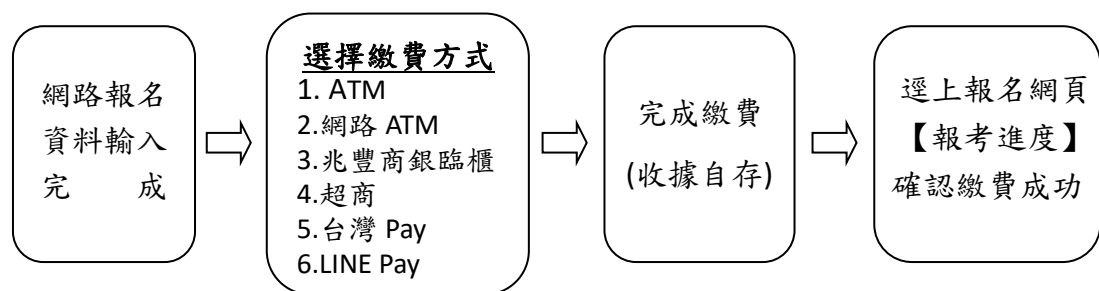 網路報名
資料輸入
完 成
選擇繳費方式
1. ATM
2.網路 ATM
3.兆豐商銀臨櫃
4.超商
5.台灣 Pay
6.LINE Pay
完成繳費
(收據自存)
逕上報名網頁
【報考進度】
確認繳費成功